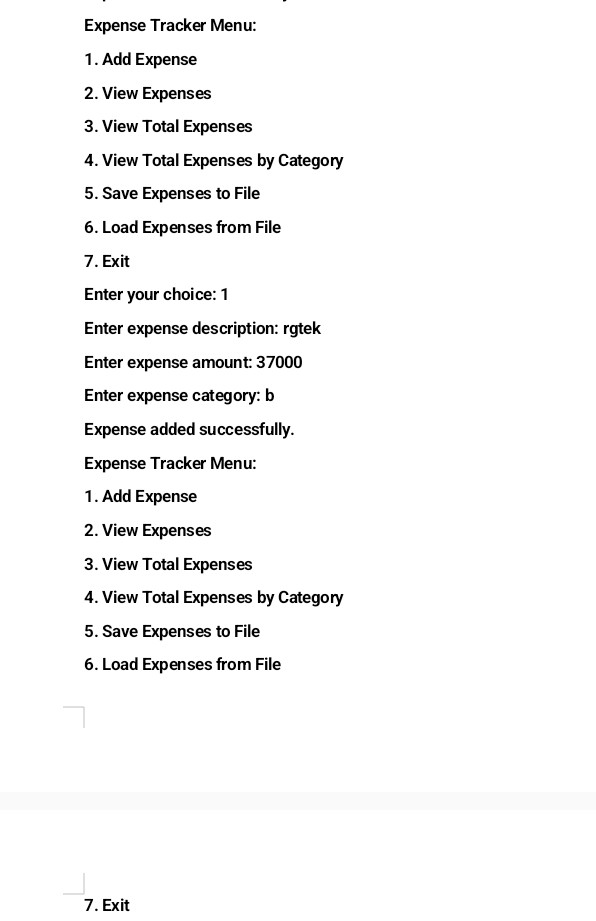 Expense Tracker Menu:
1. Add Expense
2. View Expenses
3. View Total Expenses
4. View Total Expenses by Category
5. Save Expenses to File
6. Load Expenses from File
7. Exit
Enter your choice: 1
Enter expense description: rgtek
Enter expense amount: 37000
Enter expense category: b
Expense added successfully.
Expense Tracker Menu:
1. Add Expense
2. View Expenses
3. View Total Expenses
4. View Total Expenses by Category
5. Save Expenses to File
6. Load Expenses from File
7. Exit